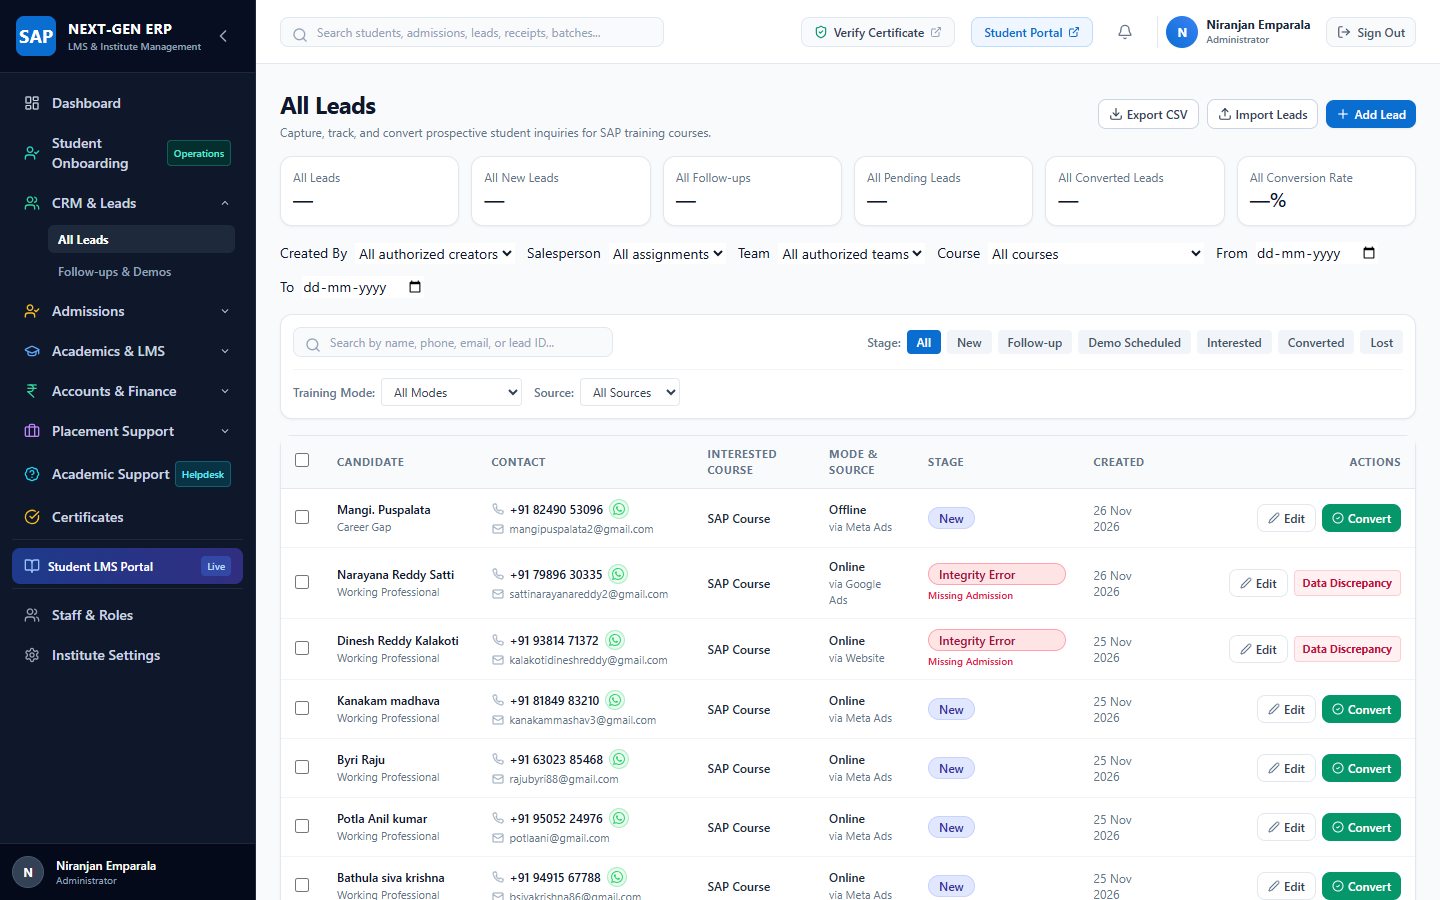 SAP
NEXT-GEN ERP
LMS & Institute Management
Search students, admissions, leads, receipts, batches...
Verify Certificate
Student Portal
N
Niranjan Emparala
Administrator
Sign Out
Dashboard
Student Onboarding
Operations
CRM & Leads
All Leads
Follow-ups & Demos
Admissions
Academics & LMS
Accounts & Finance
Placement Support
Academic Support
Helpdesk
Certificates
Student LMS Portal
Live
Staff & Roles
Institute Settings
N
Niranjan Emparala
Administrator
All Leads
Capture, track, and convert prospective student inquiries for SAP training courses.
Export CSV
Import Leads
+ Add Lead
All Leads
—
All New Leads
—
All Follow-ups
—
All Pending Leads
—
All Converted Leads
—
All Conversion Rate
—%
Created By All authorized creators Salesperson All assignments Team All authorized teams Course All courses From dd-mm-yyyy
To dd-mm-yyyy
Search by name, phone, email, or lead ID...
Stage: All New Follow-up Demo Scheduled Interested Converted Lost
Training Mode: All Modes Source: All Sources
CANDIDATE CONTACT INTERESTED COURSE MODE & SOURCE STAGE CREATED ACTIONS
Mangi. Puspalata
Career Gap
+91 82490 53096
mangipuspalata2@gmail.com
SAP Course
Offline
via Meta Ads
New
26 Nov
2026
Edit
Convert
Narayana Reddy Satti
Working Professional
+91 79896 30335
sattinarayanareddy2@gmail.com
SAP Course
Online
via Google
Ads
Integrity Error
Missing Admission
26 Nov
2026
Edit
Data Discrepancy
Dinesh Reddy Kalakoti
Working Professional
+91 93814 71372
kalakotidineshreddy@gmail.com
SAP Course
Online
via Website
Integrity Error
Missing Admission
25 Nov
2026
Edit
Data Discrepancy
Kanakam madhava
Working Professional
+91 81849 83210
kanakammashav3@gmail.com
SAP Course
Online
via Meta Ads
New
25 Nov
2026
Edit
Convert
Byri Raju
Working Professional
+91 63023 85468
rajubyri88@gmail.com
SAP Course
Online
via Meta Ads
New
25 Nov
2026
Edit
Convert
Potla Anil kumar
Working Professional
+91 95052 24976
potlaani@gmail.com
SAP Course
Online
via Meta Ads
New
25 Nov
2026
Edit
Convert
Bathula siva krishna
Working Professional
+91 94915 67788
bsivakrishna86@gmail.com
SAP Course
Online
via Meta Ads
New
25 Nov
2026
Edit
Convert